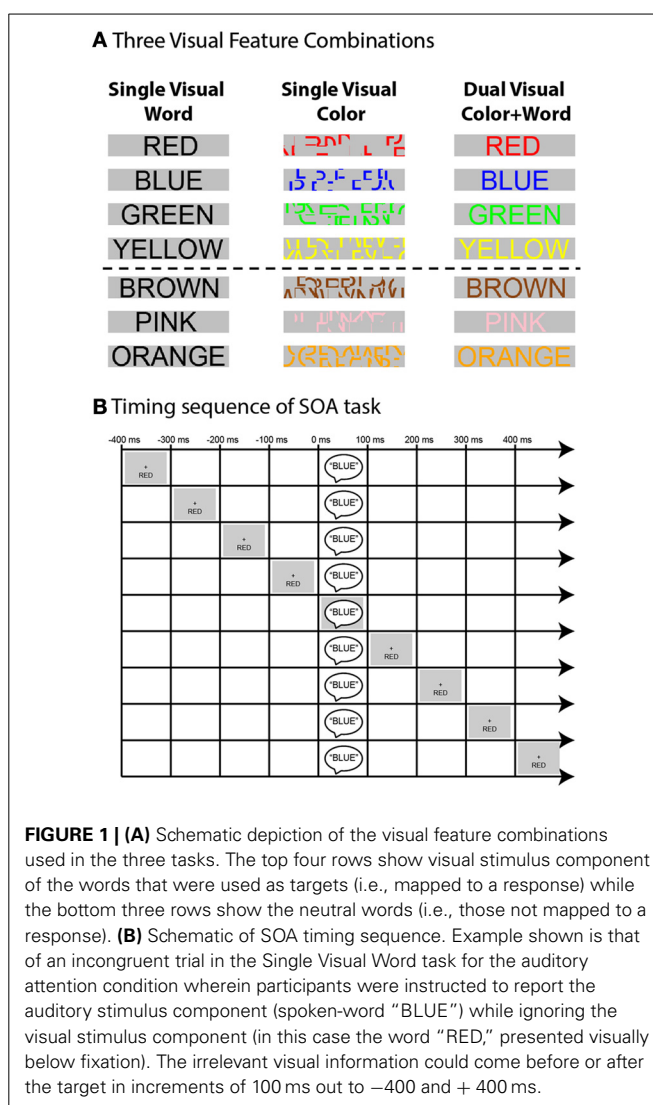 A Three Visual Feature Combinations
Single Visual Word
Single Visual Color
Dual Visual Color+Word
RED RED
BLUE BLUE
GREEN GREEN
YELLOW YELLOW
BROWN BROWN
PINK PINK
ORANGE ORANGE
B Timing sequence of SOA task
-400 ms -300 ms -200 ms -100 ms 0 ms 100 ms 200 ms 300 ms 400 ms
+
RED "BLUE"
+
RED "BLUE"
+
RED "BLUE"
+
RED "BLUE"
"BLUE"
"BLUE" +
RED
"BLUE" +
RED
"BLUE" +
RED
"BLUE" +
RED
FIGURE 1 | (A) Schematic depiction of the visual feature combinations
used in the three tasks. The top four rows show visual stimulus component
of the words that were used as targets (i.e., mapped to a response) while
the bottom three rows show the neutral words (i.e., those not mapped to a
response). (B) Schematic of SOA timing sequence. Example shown is that
of an incongruent trial in the Single Visual Word task for the auditory
attention condition wherein participants were instructed to report the
auditory stimulus component (spoken-word "BLUE") while ignoring the
visual stimulus component (in this case the word "RED," presented visually
below fixation). The irrelevant visual information could come before or after
the target in increments of 100 ms out to −400 and + 400 ms.